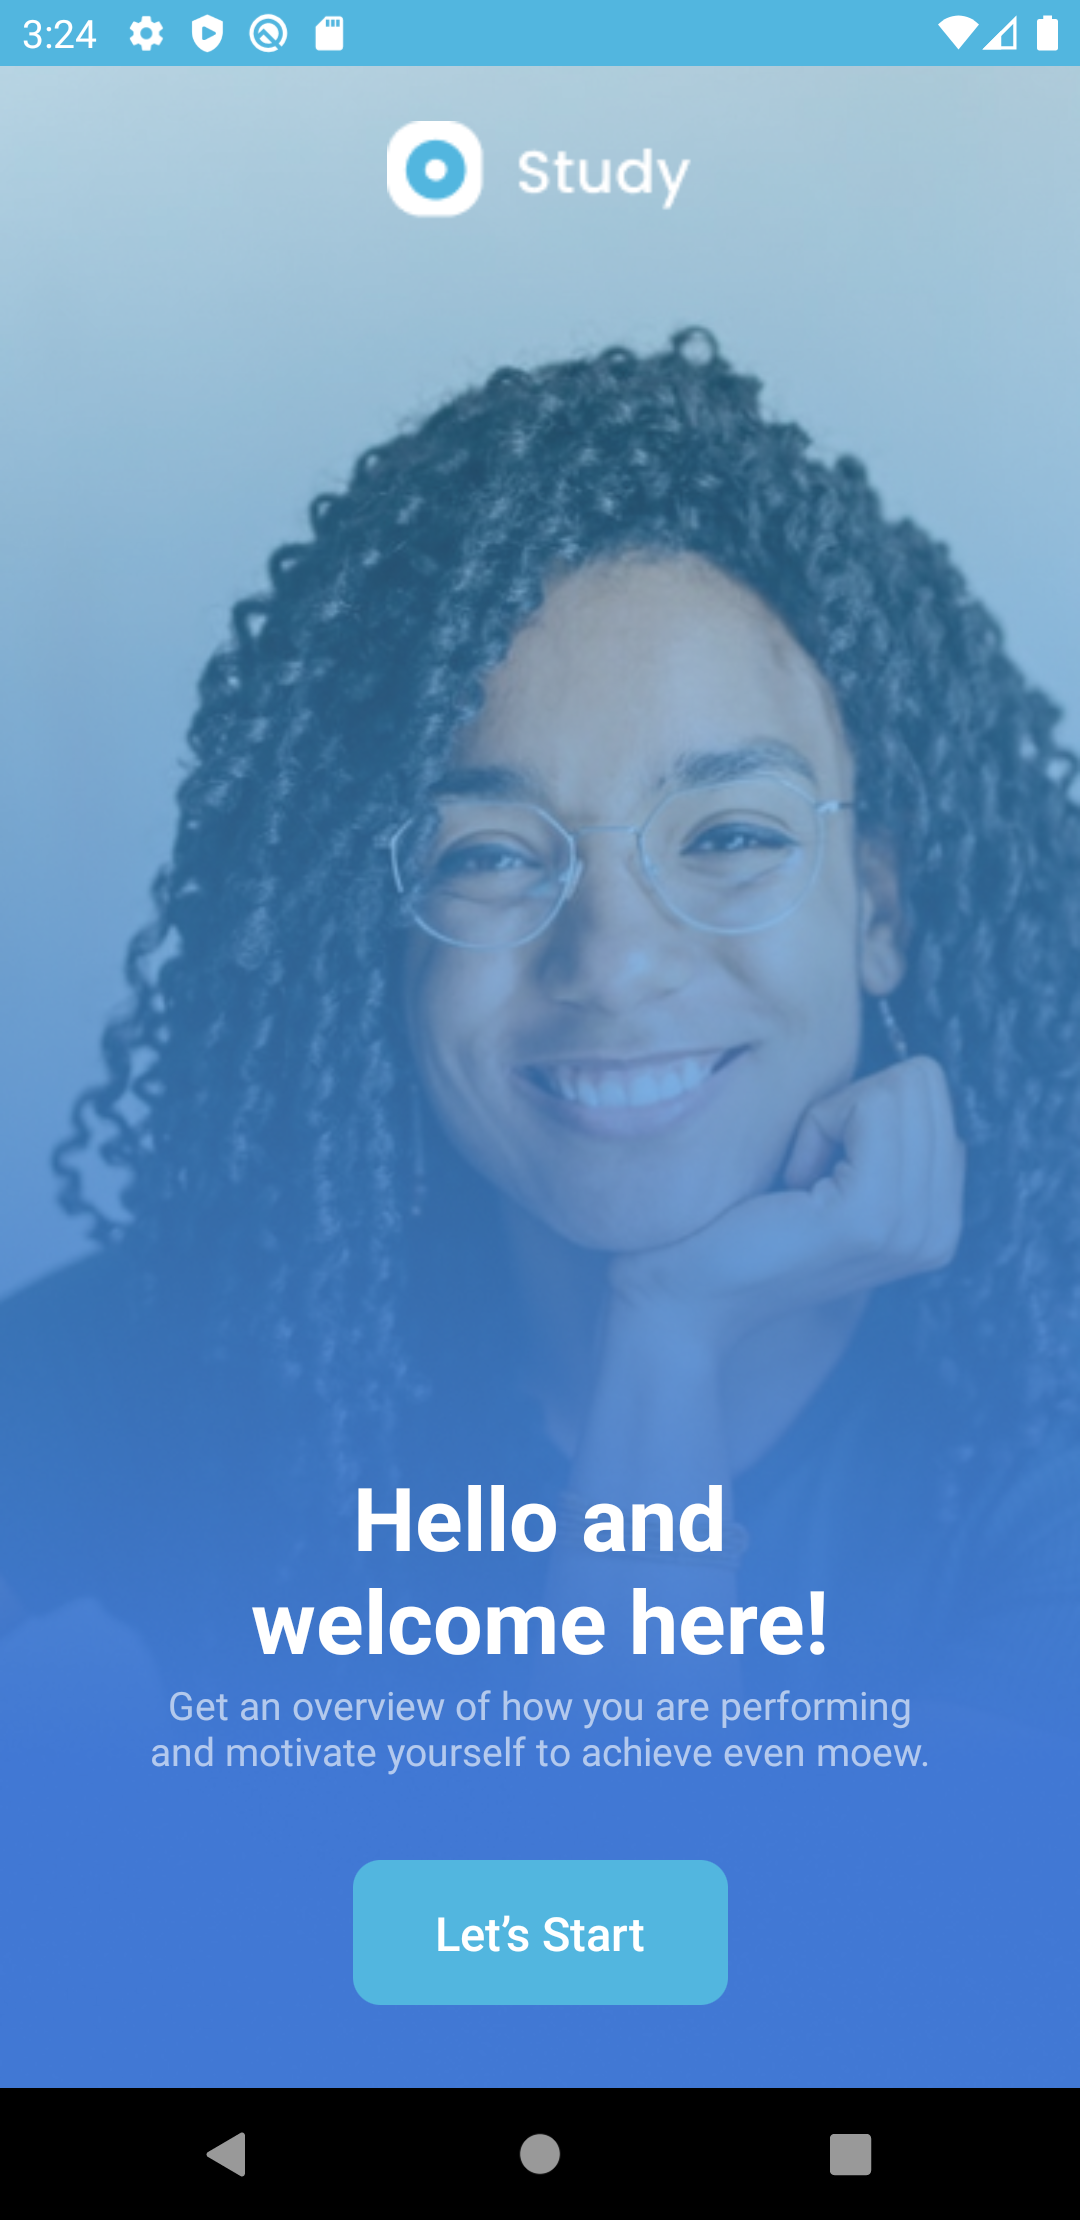 3:24
Study
Hello and
welcome here!
Get an overview of how you are performing
and motivate yourself to achieve even moew.
Let’s Start